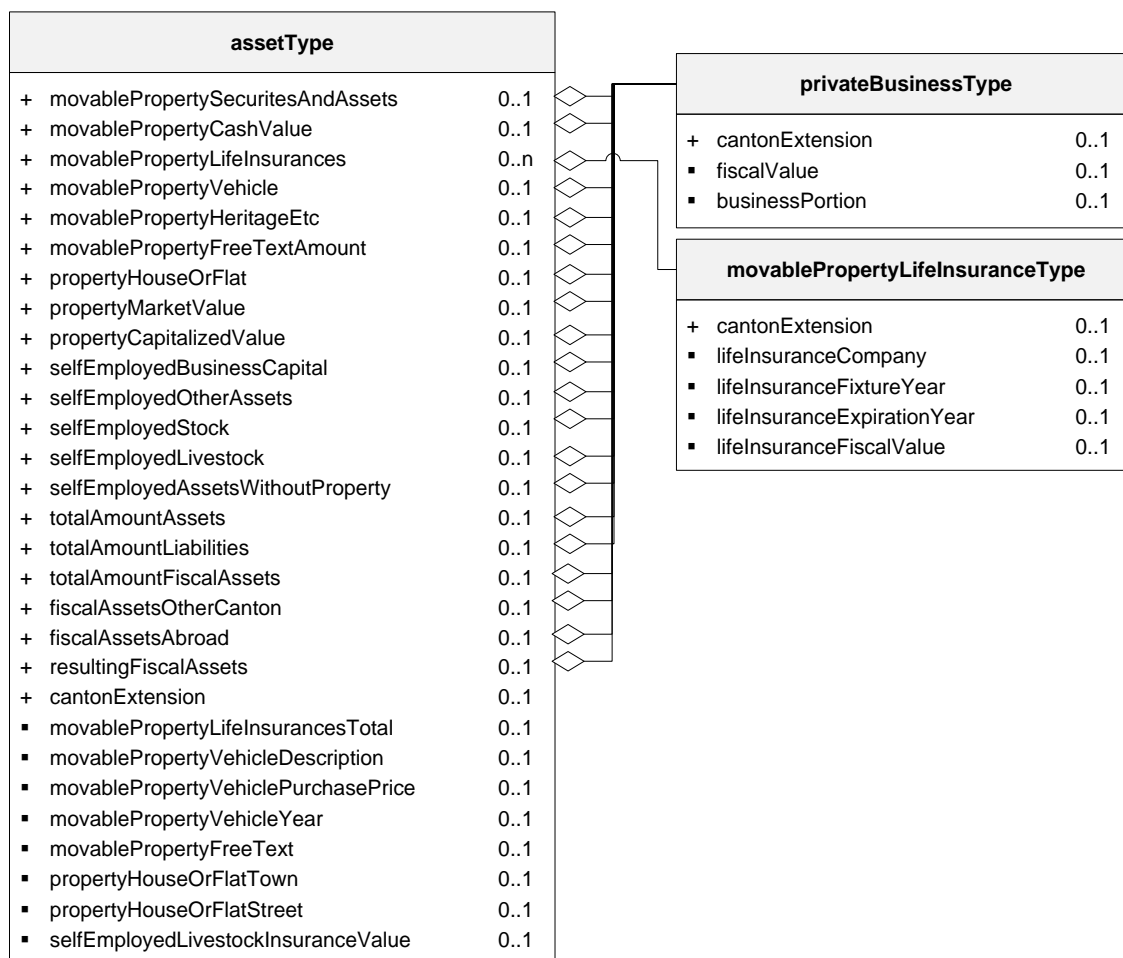 assetType
+ movablePropertySecuritesAndAssets 0..1
+ movablePropertyCashValue 0..1
+ movablePropertyLifeInsurances 0..n
+ movablePropertyVehicle 0..1
+ movablePropertyHeritageEtc 0..1
+ movablePropertyFreeTextAmount 0..1
+ propertyHouseOrFlat 0..1
+ propertyMarketValue 0..1
+ propertyCapitalizedValue 0..1
+ selfEmployedBusinessCapital 0..1
+ selfEmployedOtherAssets 0..1
+ selfEmployedStock 0..1
+ selfEmployedLivestock 0..1
+ selfEmployedAssetsWithoutProperty 0..1
+ totalAmountAssets 0..1
+ totalAmountLiabilities 0..1
+ totalAmountFiscalAssets 0..1
+ fiscalAssetsOtherCanton 0..1
+ fiscalAssetsAbroad 0..1
+ resultingFiscalAssets 0..1
+ cantonExtension 0..1
▪ movablePropertyLifeInsurancesTotal 0..1
▪ movablePropertyVehicleDescription 0..1
▪ movablePropertyVehiclePurchasePrice 0..1
▪ movablePropertyVehicleYear 0..1
▪ movablePropertyFreeText 0..1
▪ propertyHouseOrFlatTown 0..1
▪ propertyHouseOrFlatStreet 0..1
▪ selfEmployedLivestockInsuranceValue 0..1
privateBusinessType
+ cantonExtension 0..1
▪ fiscalValue 0..1
▪ businessPortion 0..1
movablePropertyLifeInsuranceType
+ cantonExtension 0..1
▪ lifeInsuranceCompany 0..1
▪ lifeInsuranceFixtureYear 0..1
▪ lifeInsuranceExpirationYear 0..1
▪ lifeInsuranceFiscalValue 0..1